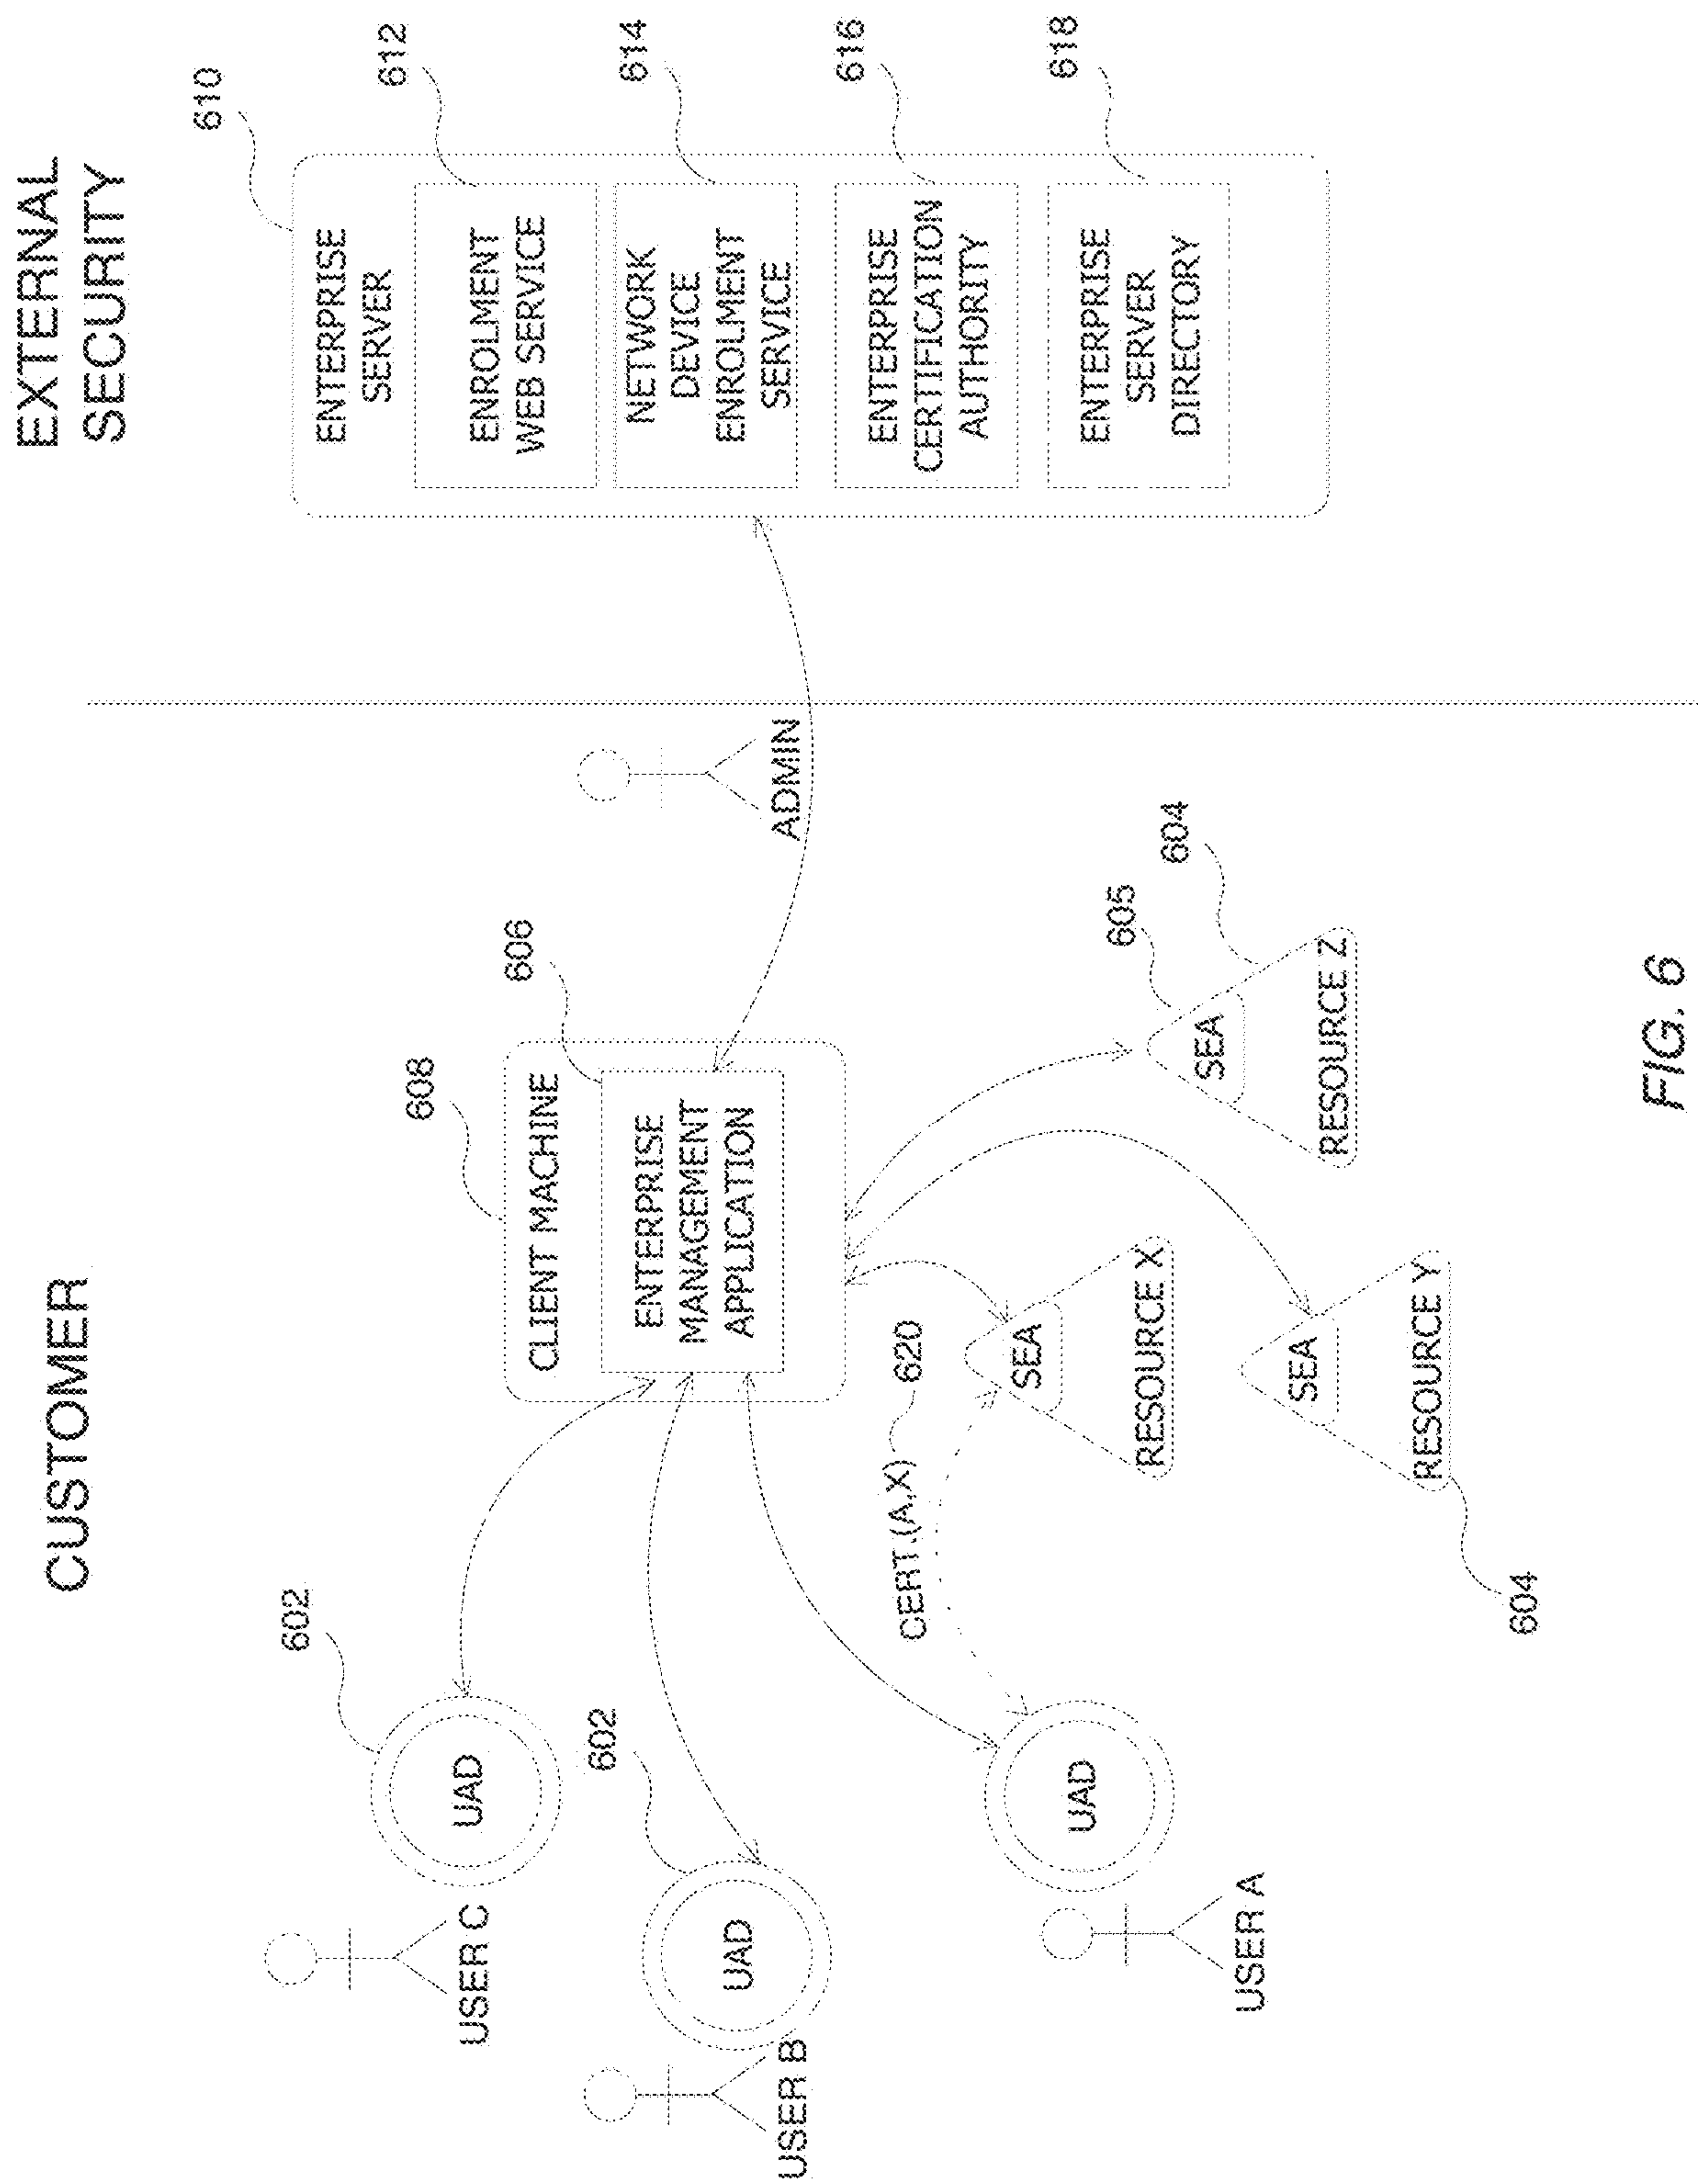 CUSTOMER
EXTERNAL
SECURITY
610
ENTERPRISE
SERVER
612
ENROLMENT
WEB SERVICE
614
NETWORK
DEVICE
ENROLMENT
SERVICE
616
ENTERPRISE
CERTIFICATION
AUTHORITY
618
ENTERPRISE
SERVER
DIRECTORY
ADMIN
608
CLIENT MACHINE
606
ENTERPRISE
MANAGEMENT
APPLICATION
602
UAD
USER C
602
UAD
USER B
UAD
USER A
CERT.(A,X)
620
SEA
RESOURCE X
SEA
RESOURCE Y
604
605
604
SEA
RESOURCE Z
FIG. 6